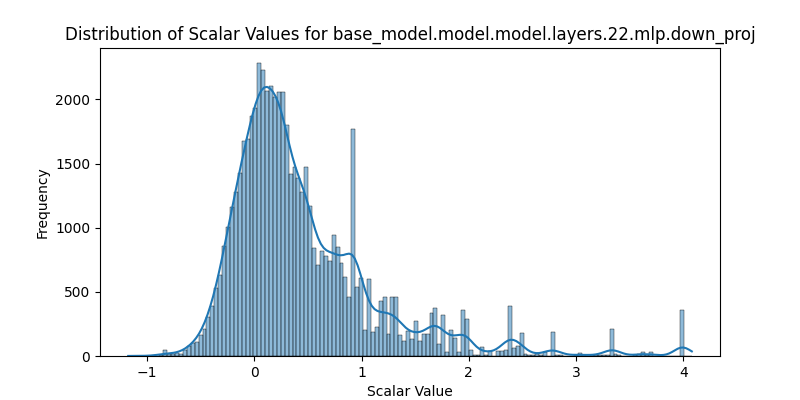 Distribution of Scalar Values for base_model.model.model.layers.22.mlp.down_proj
2000
1500
1000
500
0
Frequency
−1 0 1 2 3 4
Scalar Value